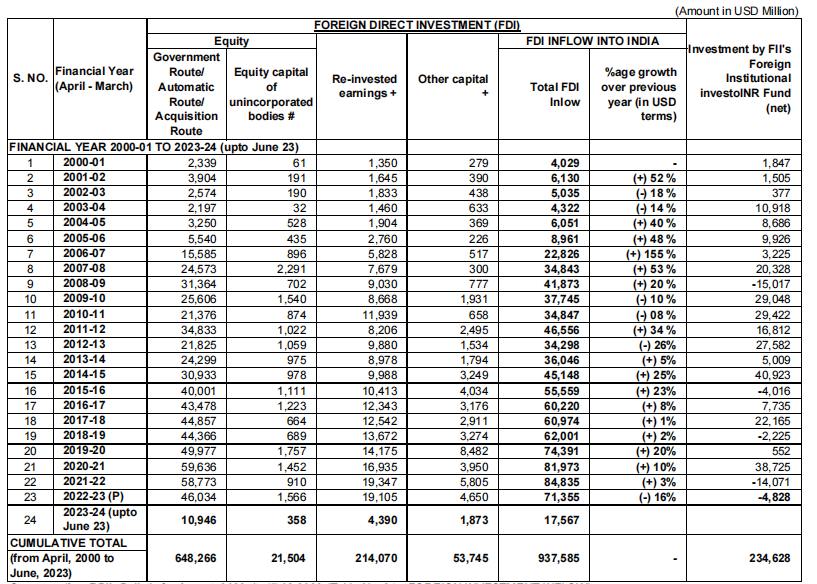 (Amount in USD Million)
FOREIGN DIRECT INVESTMENT (FDI)
Equity FDI INFLOW INTO INDIA
S. NO. Financial Year (April - March) Government Route/ Automatic Route/ Acquisition Route Equity capital of unincorporated bodies # Re-invested earnings + Other capital + Total FDI Inlow %age growth over previous year (in USD terms) Investment by FII's Foreign Institutional investoINR Fund (net)
FINANCIAL YEAR 2000-01 TO 2023-24 (upto June 23)
1 2000-01 2,339 61 1,350 279 4,029 - 1,847
2 2001-02 3,904 191 1,645 390 6,130 (+) 52 % 1,505
3 2002-03 2,574 190 1,833 438 5,035 (-) 18 % 377
4 2003-04 2,197 32 1,460 633 4,322 (-) 14 % 10,918
5 2004-05 3,250 528 1,904 369 6,051 (+) 40 % 8,686
6 2005-06 5,540 435 2,760 226 8,961 (+) 48 % 9,926
7 2006-07 15,585 896 5,828 517 22,826 (+) 155 % 3,225
8 2007-08 24,573 2,291 7,679 300 34,843 (+) 53 % 20,328
9 2008-09 31,364 702 9,030 777 41,873 (+) 20 % -15,017
10 2009-10 25,606 1,540 8,668 1,931 37,745 (-) 10 % 29,048
11 2010-11 21,376 874 11,939 658 34,847 (-) 08 % 29,422
12 2011-12 34,833 1,022 8,206 2,495 46,556 (+) 34 % 16,812
13 2012-13 21,825 1,059 9,880 1,534 34,298 (-) 26% 27,582
14 2013-14 24,299 975 8,978 1,794 36,046 (+) 5% 5,009
15 2014-15 30,933 978 9,988 3,249 45,148 (+) 25% 40,923
16 2015-16 40,001 1,111 10,413 4,034 55,559 (+) 23% -4,016
17 2016-17 43,478 1,223 12,343 3,176 60,220 (+) 8% 7,735
18 2017-18 44,857 664 12,542 2,911 60,974 (+) 1% 22,165
19 2018-19 44,366 689 13,672 3,274 62,001 (+) 2% -2,225
20 2019-20 49,977 1,757 14,175 8,482 74,391 (+) 20% 552
21 2020-21 59,636 1,452 16,935 3,950 81,973 (+) 10% 38,725
22 2021-22 58,773 910 19,347 5,805 84,835 (+) 3% -14,071
23 2022-23 (P) 46,034 1,566 19,105 4,650 71,355 (-) 16% -4,828
24 2023-24 (upto June 23) 10,946 358 4,390 1,873 17,567
CUMULATIVE TOTAL
(from April, 2000 to June, 2023) 648,266 21,504 214,070 53,745 937,585 - 234,628